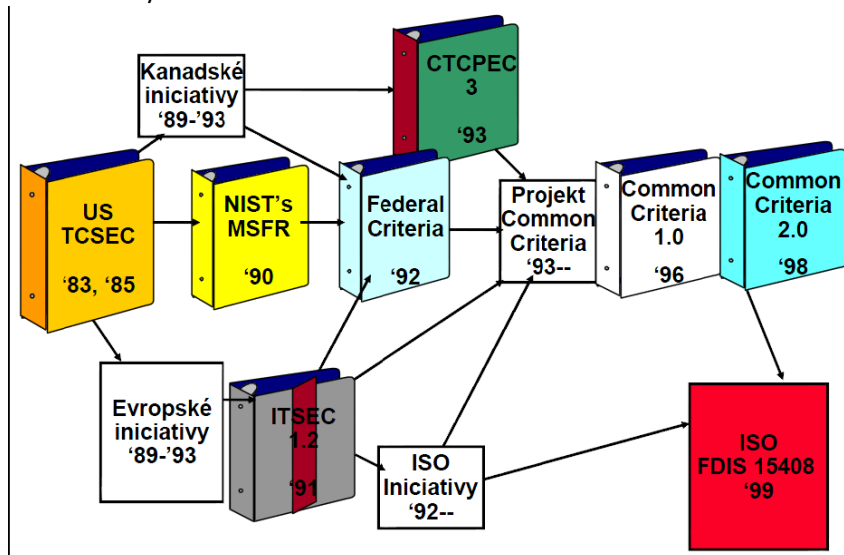 Kanadské
iniciativy
‘89-’93
CTCPEC
3
‘93
US
TCSEC
‘83, ‘85
NIST’s
MSFR
‘90
Federal
Criteria
‘92
Projekt
Common
Criteria
‘93--
Common
Criteria
1.0
‘96
Common
Criteria
2.0
‘98
Evropské
iniciativy
‘89-’93
ITSEC
1.2
‘91
ISO
Iniciativy
‘92--
ISO
FDIS 15408
‘99